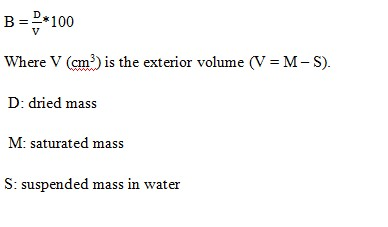 B = D/V *100
Where V (cm³) is the exterior volume (V = M – S).
D: dried mass
M: saturated mass
S: suspended mass in water